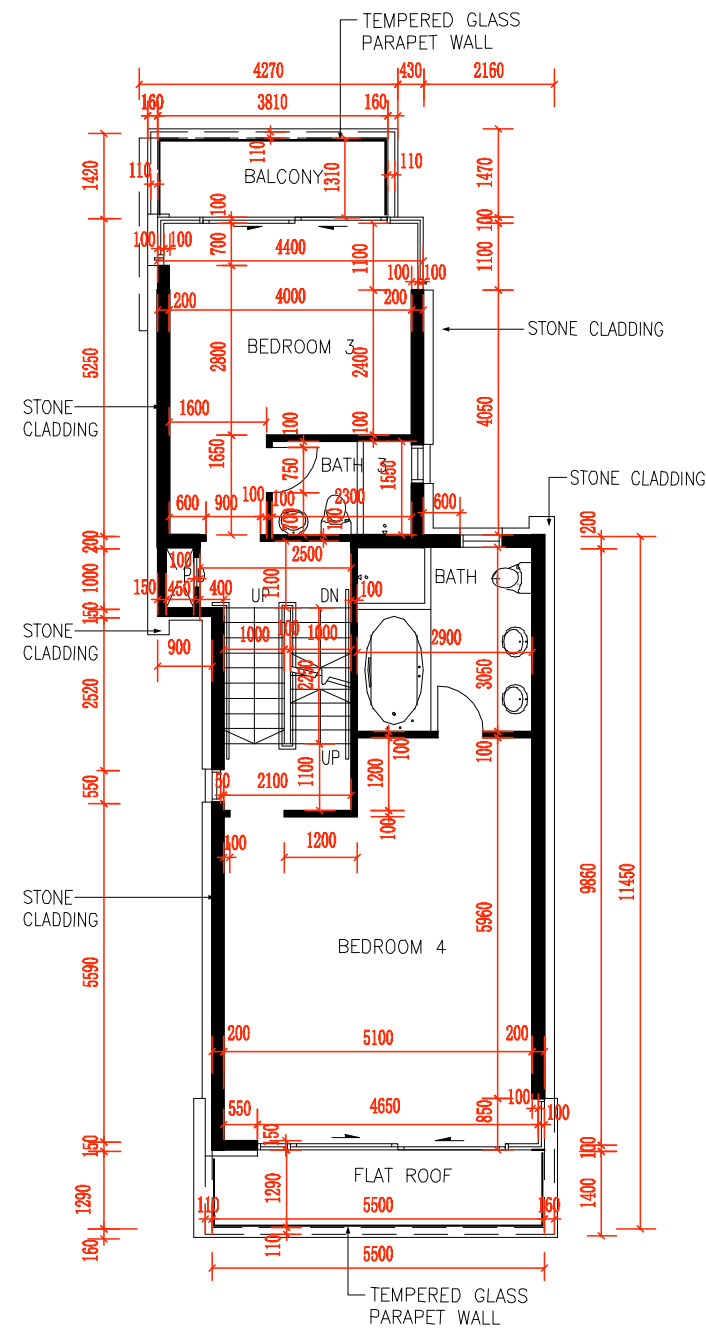 TEMPERED GLASS
PARAPET WALL
4270 430 2160
160 3810 160
1420 110 110 BALCONY 1310 110 1470
100 100
100 100 700 4400 1100 1100
100 100
200 4000 200
5250 BEDROOM 3 STONE CLADDING
2800 2400 4050
STONE
CLADDING
1600
1650 100 100
750 BATH 3 1550 STONE CLADDING
600 900 100 100 2300 600
700 100 200
200 2500
1000 100 1100 BATH
150 450 400 UP DN 100
150 1000 100 1000
STONE
CLADDING
900 2250 2900 3050
2520
100 100
UP
550 50 2100 1100 1200
100
100 1200
STONE
CLADDING
9860 11450
5960
BEDROOM 4
5590
200 5100 200
100 100
550 4650 850
150 150 100
FLAT ROOF
1290 1290 1400
110 5500 160
160 110
5500
TEMPERED GLASS
PARAPET WALL